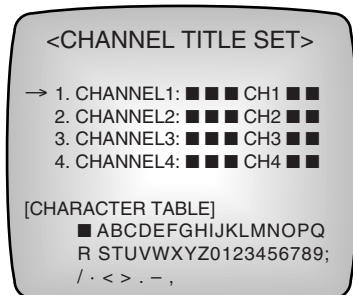 <CHANNEL TITLE SET>
→ 1. CHANNEL1: ■ ■ ■ CH1 ■ ■
2. CHANNEL2: ■ ■ ■ CH2 ■ ■
3. CHANNEL3: ■ ■ ■ CH3 ■ ■
4. CHANNEL4: ■ ■ ■ CH4 ■ ■
[CHARACTER TABLE]
■ ABCDEFGHIJKLMNOPQ
R STUVWXYZ0123456789;
/ · < > . – ,